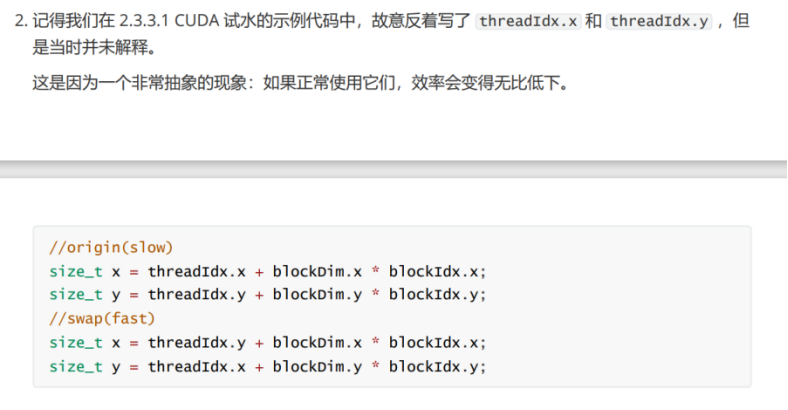 2. 记得我们在 2.3.3.1 CUDA 试水的示例代码中，故意反着写了 threadIdx.x 和 threadIdx.y ，但
是当时并未解释。
这是因为一个非常抽象的现象：如果正常使用它们，效率会变得无比低下。
//origin(slow)
size_t x = threadIdx.x + blockDim.x * blockIdx.x;
size_t y = threadIdx.y + blockDim.y * blockIdx.y;
//swap(fast)
size_t x = threadIdx.y + blockDim.x * blockIdx.x;
size_t y = threadIdx.x + blockDim.y * blockIdx.y;